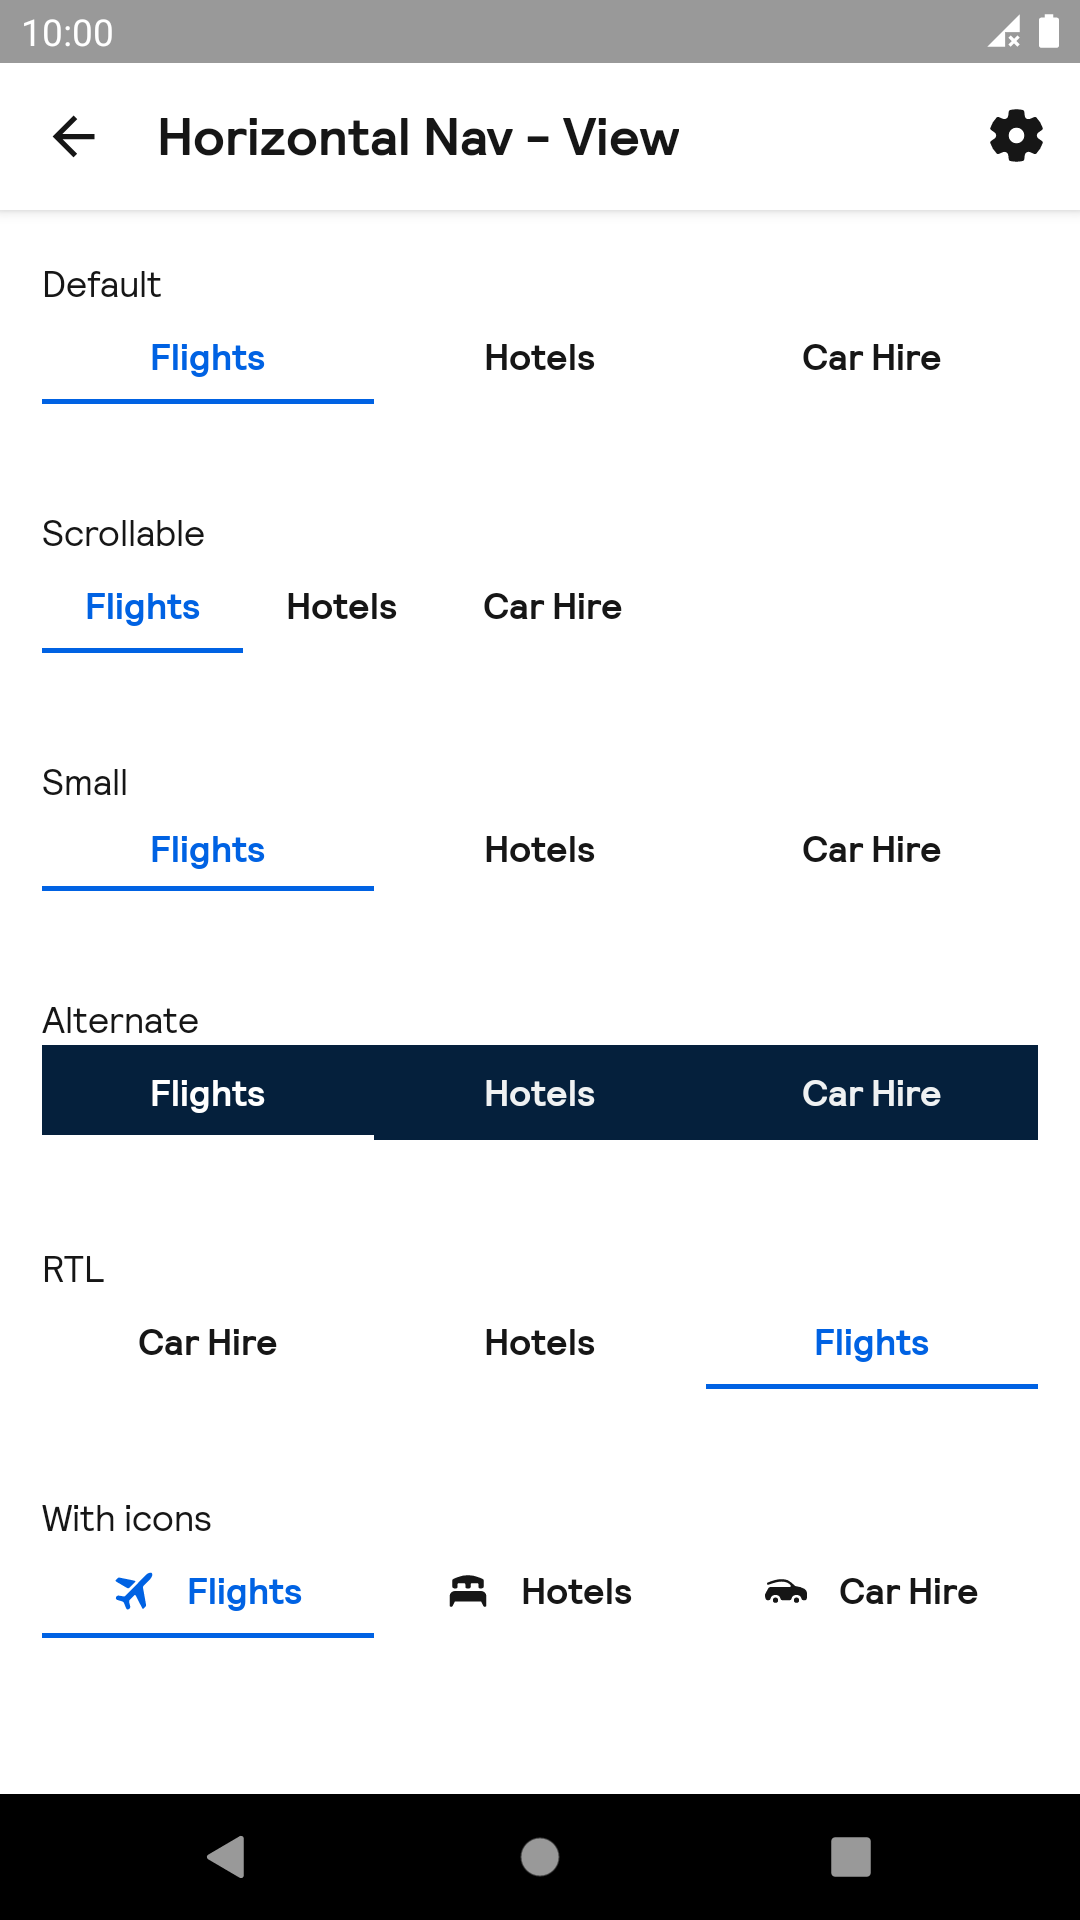 10:00
Horizontal Nav - View
Default
Flights Hotels Car Hire
Scrollable
Flights Hotels Car Hire
Small
Flights Hotels Car Hire
Alternate
Flights Hotels Car Hire
RTL
Car Hire Hotels Flights
With icons
Flights Hotels Car Hire